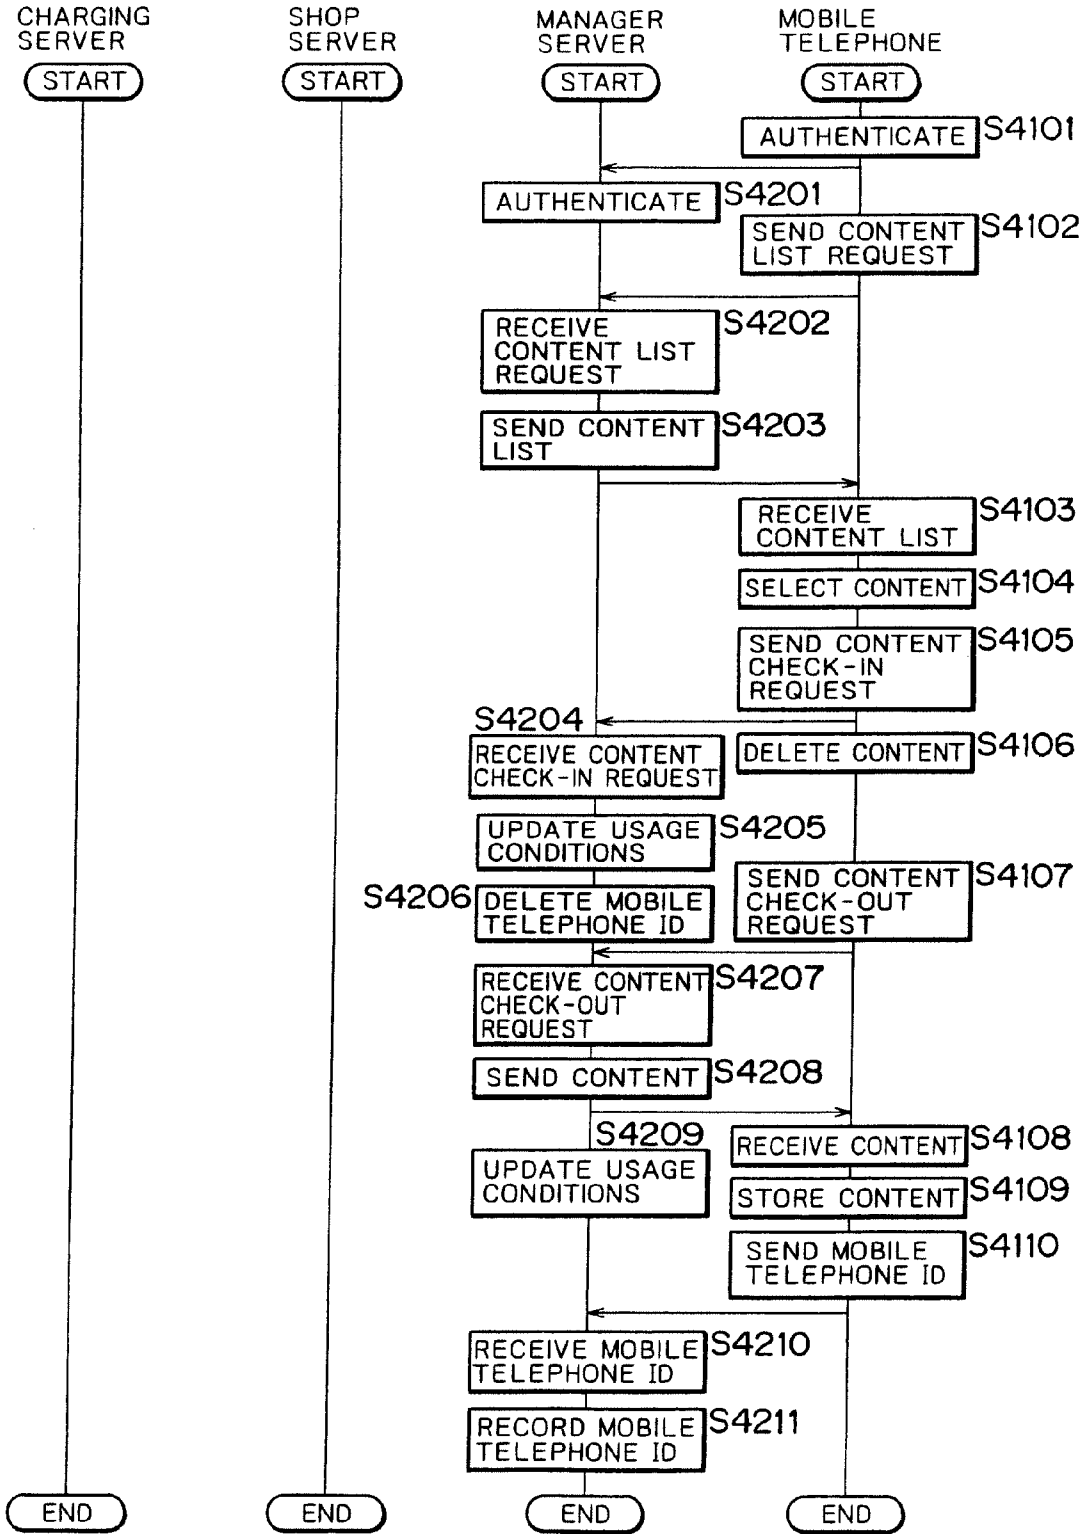 CHARGING
SERVER
SHOP
SERVER
MANAGER
SERVER
MOBILE
TELEPHONE
START
START
START
START
AUTHENTICATE
S4101
AUTHENTICATE
S4201
SEND CONTENT
LIST REQUEST
S4102
RECEIVE
CONTENT LIST
REQUEST
S4202
SEND CONTENT
LIST
S4203
RECEIVE
CONTENT LIST
S4103
SELECT CONTENT
S4104
SEND CONTENT
CHECK-IN
REQUEST
S4105
S4204
RECEIVE CONTENT
CHECK-IN REQUEST
DELETE CONTENT
S4106
UPDATE USAGE
CONDITIONS
S4205
SEND CONTENT
CHECK-OUT
REQUEST
S4107
S4206
DELETE MOBILE
TELEPHONE ID
RECEIVE CONTENT
CHECK-OUT
REQUEST
S4207
SEND CONTENT
S4208
S4209
UPDATE USAGE
CONDITIONS
RECEIVE CONTENT
S4108
STORE CONTENT
S4109
SEND MOBILE
TELEPHONE ID
S4110
RECEIVE MOBILE
TELEPHONE ID
S4210
RECORD MOBILE
TELEPHONE ID
S4211
END
END
END
END